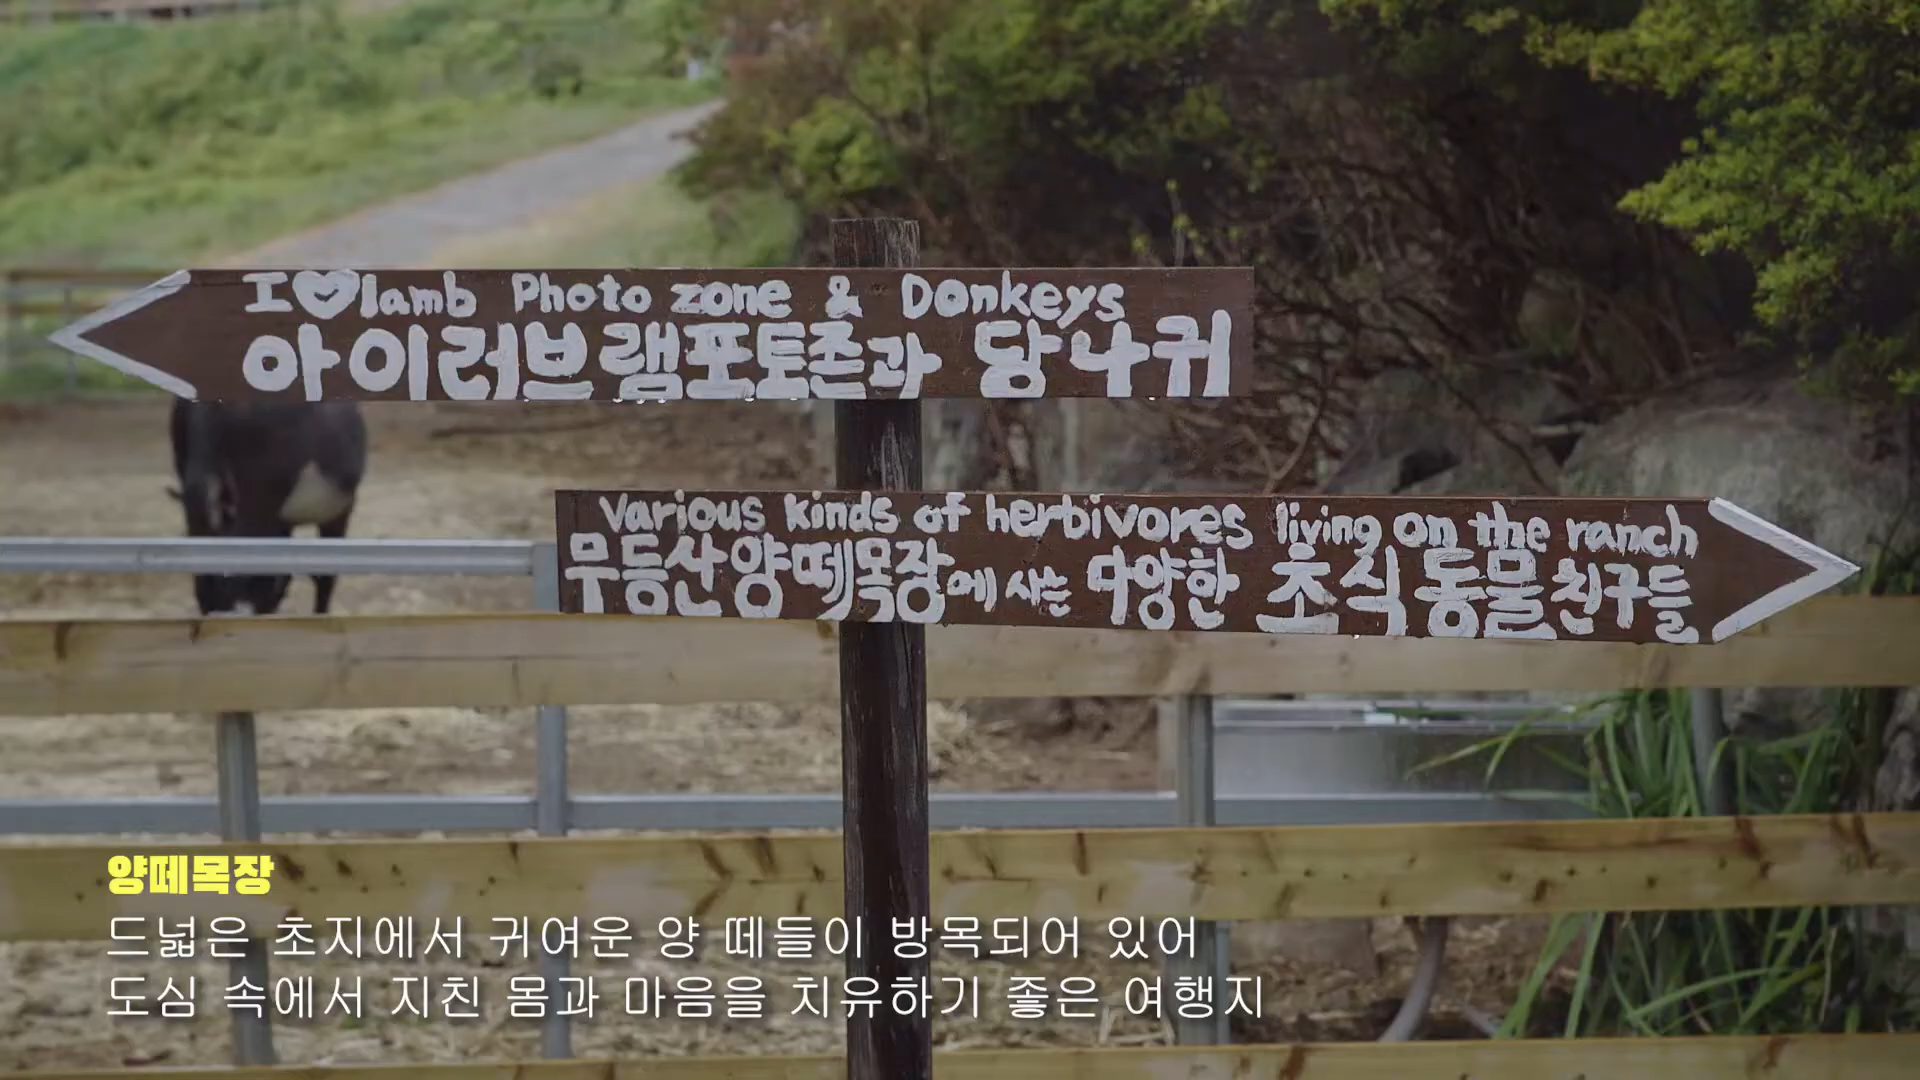 I♡lamb Photo zone & Donkeys
아이러브램포토존과 당나귀
Various kinds of herbivores living on the ranch
무등산양떼목장에 사는 다양한 초식동물친구들
양떼목장
드넓은 초지에서 귀여운 양 떼들이 방목되어 있어
도심 속에서 지친 몸과 마음을 치유하기 좋은 여행지